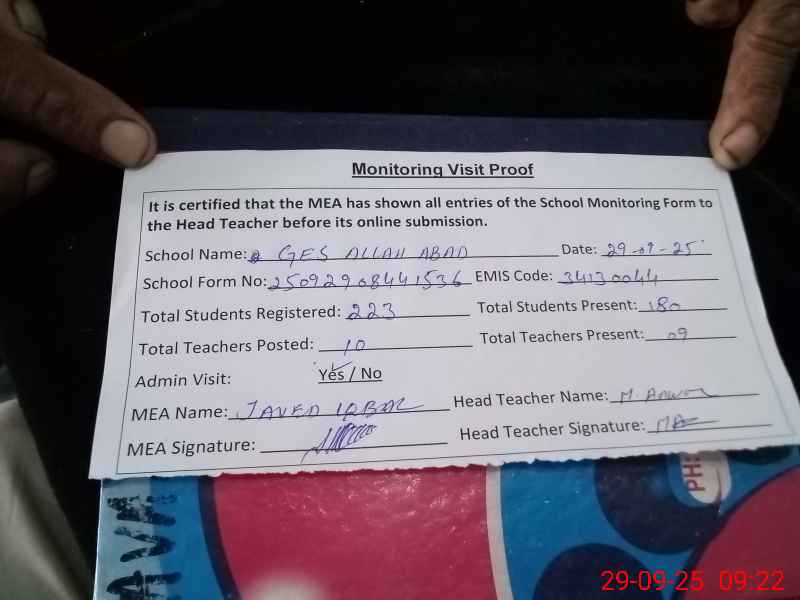 Monitoring Visit Proof
It is certified that the MEA has shown all entries of the School Monitoring Form to
the Head Teacher before its online submission.
School Name: GES ALLAH ABAD Date: 29-09-25
School Form No: 25092908441536 EMIS Code: 34130044
Total Students Registered: 223 Total Students Present: 180
Total Teachers Posted: 10 Total Teachers Present: 09
Admin Visit: Yes / No
MEA Name: JAVED IQBAL Head Teacher Name: M. Anwar
MEA Signature: Head Teacher Signature: MA
PHS
AVA
29-09-25 09:22